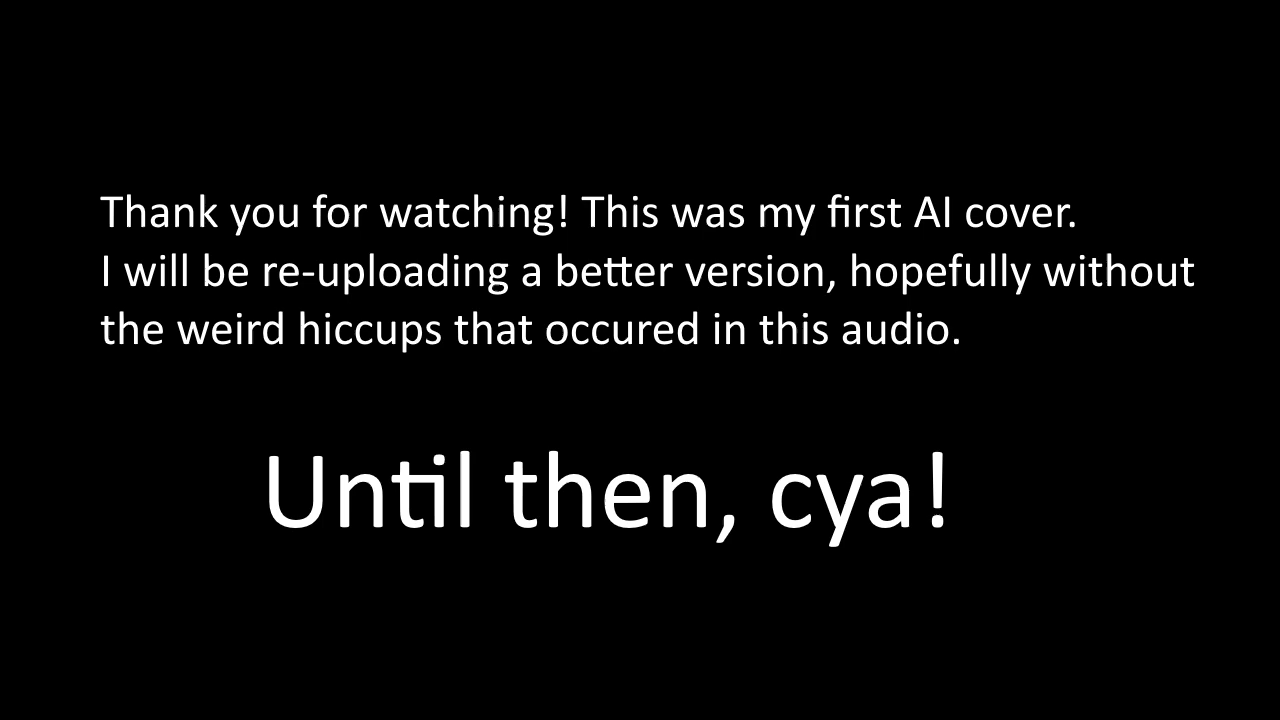 Thank you for watching! This was my first AI cover.
I will be re-uploading a better version, hopefully without
the weird hiccups that occured in this audio.
Until then, cya!